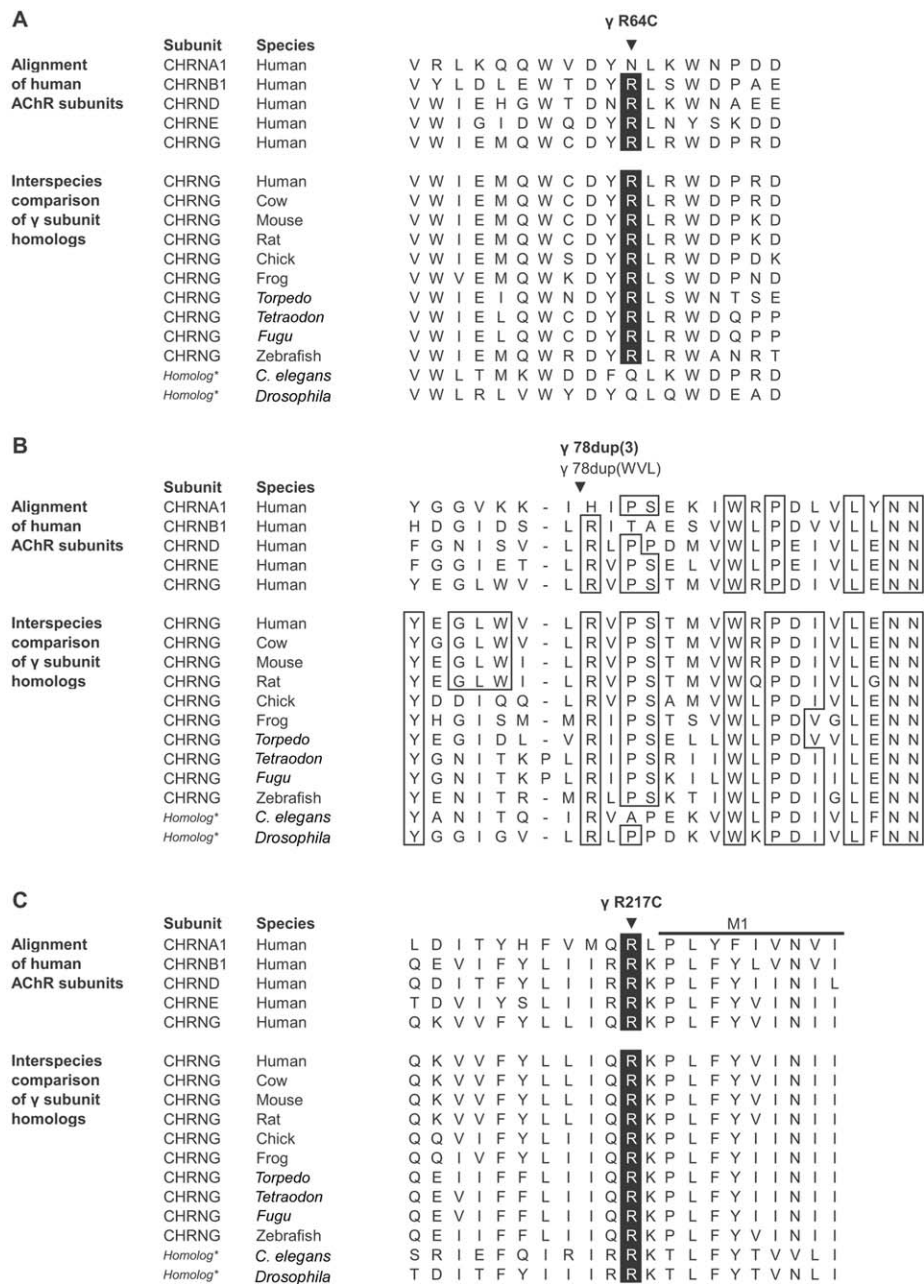 A
γ R64C
Subunit Species
Alignment CHRNA1 Human V R L K Q Q W V D Y N L K W N P D D
of human CHRNB1 Human V Y L D L E W T D Y R L S W D P A E
AChR subunits CHRND Human V W I E H G W T D N R L K W N A E E
CHRNE Human V W I G I D W Q D Y R L N Y S K D D
CHRNG Human V W I E M Q W C D Y R L R W D P R D
Interspecies CHRNG Human V W I E M Q W C D Y R L R W D P R D
comparison CHRNG Cow V W I E M Q W C D Y R L R W D P R D
of γ subunit CHRNG Mouse V W I E M Q W C D Y R L R W D P K D
homologs CHRNG Rat V W I E M Q W C D Y R L R W D P K D
CHRNG Chick V W I E M Q W S D Y R L R W D P D K
CHRNG Frog V W V E M Q W K D Y R L S W D P N D
CHRNG Torpedo V W I E I Q W N D Y R L S W N T S E
CHRNG Tetraodon V W I E L Q W C D Y R L R W D Q P P
CHRNG Fugu V W I E L Q W C D Y R L R W D Q P P
CHRNG Zebrafish V W I E M Q W R D Y R L R W A N R T
Homolog* C. elegans V W L T M K W D D F Q L K W D P R D
Homolog* Drosophila V W L R L V W Y D Y Q L Q W D E A D
B
γ 78dup(3)
γ 78dup(WVL)
Subunit Species
Alignment CHRNA1 Human Y G G V K K - I H I P S E K I W R P D L V L Y N N
of human CHRNB1 Human H D G I D S - L R I T A E S V W L P D V V L L N N
AChR subunits CHRND Human F G N I S V - L R L P P D M V W L P E I V L E N N
CHRNE Human F G G I E T - L R V P S E L V W L P E I V L E N N
CHRNG Human Y E G L W V - L R V P S T M V W R P D I V L E N N
Interspecies CHRNG Human Y E G L W V - L R V P S T M V W R P D I V L E N N
comparison CHRNG Cow Y G G L W V - L R V P S T M V W R P D I V L E N N
of γ subunit CHRNG Mouse Y E G L W I - L R V P S T M V W R P D I V L E N N
homologs CHRNG Rat Y E G L W I - L R V P S T M V W Q P D I V L G N N
CHRNG Chick Y D D I Q Q - L R V P S A M V W L P D I V L E N N
CHRNG Frog Y H G I S M - M R I P S T S V W L P D V G L E N N
CHRNG Torpedo Y E G I D L - V R I P S E L L W L P D V V L E N N
CHRNG Tetraodon Y G N I T K P L R I P S R I I W L P D I I L E N N
CHRNG Fugu Y G N I T K P L R I P S K I L W L P D I I L E N N
CHRNG Zebrafish Y E N I T R - M R L P S K T I W L P D I G L E N N
Homolog* C. elegans Y A N I T Q - I R V A P E K V W L P D I V L F N N
Homolog* Drosophila Y G G I G V - L R L P P D K V W K P D I V L F N N
C
γ R217C
Subunit Species M1
Alignment CHRNA1 Human L D I T Y H F V M Q R L P L Y F I V N V I
of human CHRNB1 Human Q E V I F Y L I I R R K P L F Y L V N V I
AChR subunits CHRND Human Q D I T F Y L I I R R K P L F Y I I N I L
CHRNE Human T D V I Y S L I I R R K P L F Y V I N I I
CHRNG Human Q K V V F Y L L I Q R K P L F Y V I N I I
Interspecies CHRNG Human Q K V V F Y L L I Q R K P L F Y V I N I I
comparison CHRNG Cow Q K V V F Y L L I Q R K P L F Y V I N I I
of γ subunit CHRNG Mouse Q K V V F Y L L I Q R K P L F Y V I N I I
homologs CHRNG Rat Q K V V F Y L L I Q R K P L F Y V I N I I
CHRNG Chick Q Q V I F Y L I I Q R K P L F Y I I N I I
CHRNG Frog Q Q I V F Y L I I Q R K P L F Y I I N I I
CHRNG Torpedo Q E I I F F L I I Q R K P L F Y I I N I I
CHRNG Tetraodon Q E V I F F L I I Q R K P L F Y I I N I I
CHRNG Fugu Q E V I F F L I I Q R K P L F Y I I N I I
CHRNG Zebrafish Q E I I F F L I I Q R K P L F Y V I N I I
Homolog* C. elegans S R I E F Q I R I R R K T L F Y T V V L I
Homolog* Drosophila T D I T F Y I I I R R K T L F Y T V N L I